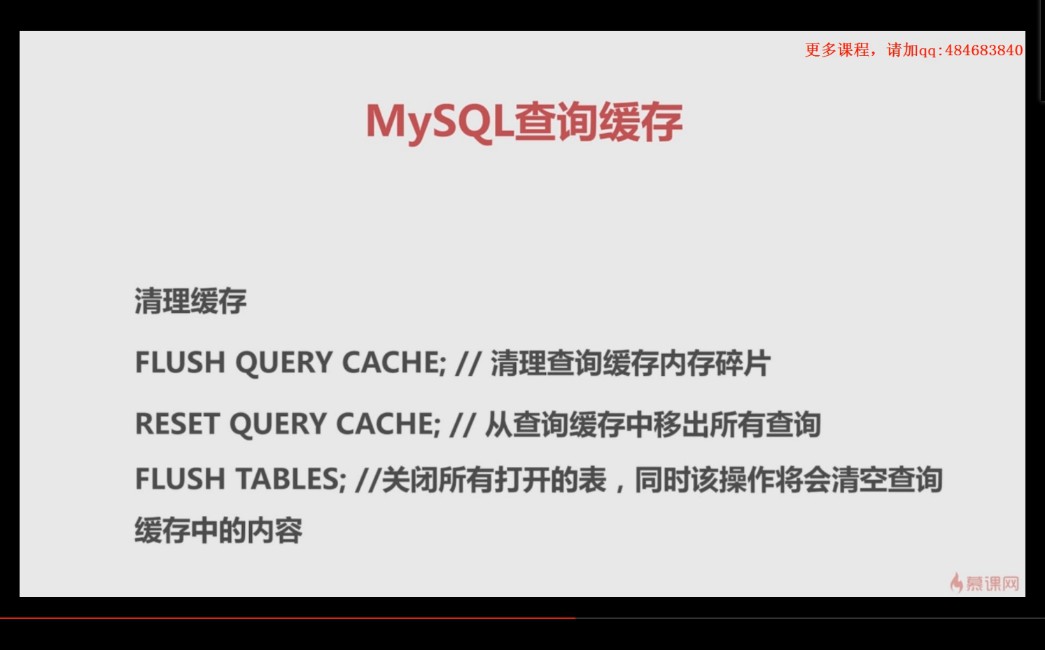 更多课程，请加qq:484683840
MySQL查询缓存
清理缓存
FLUSH QUERY CACHE; // 清理查询缓存内存碎片
RESET QUERY CACHE; // 从查询缓存中移出所有查询
FLUSH TABLES; //关闭所有打开的表，同时该操作将会清空查询
缓存中的内容
慕课网